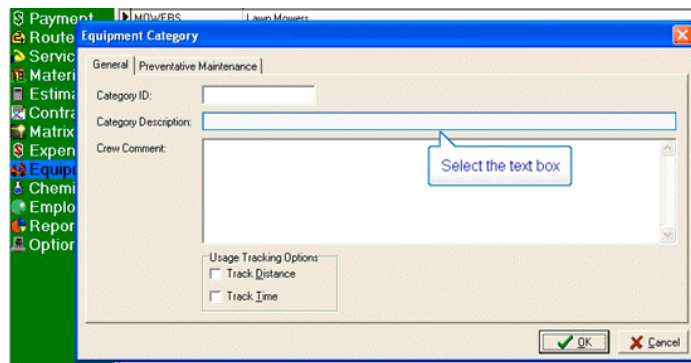 Payment MOWERS Lawn Mowers
Route
Equipment Category
Servic
General Preventative Maintenance
Materi
Estima
Category ID:
Contra
Category Description:
Matrix
Expen
Crew Comment:
Select the text box
Equip
Chemi
Emplo
Repor
Option
Usage Tracking Options
Track Distance
Track Time
OK Cancel